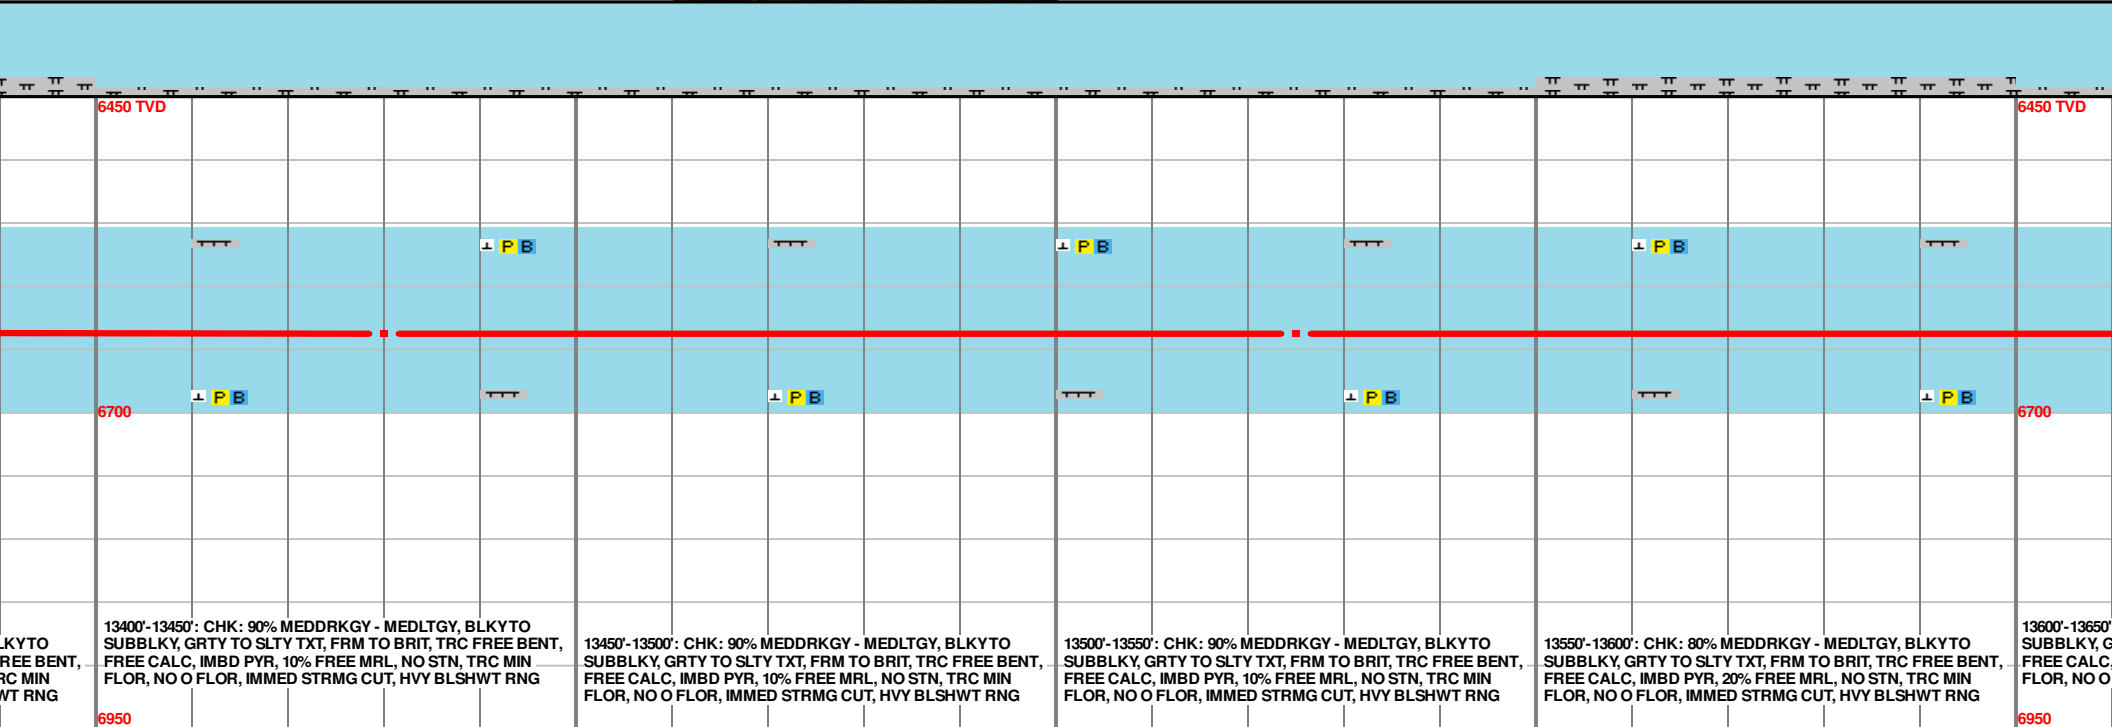 6450 TVD
6450 TVD
P B
P B
P B
P B
P B
P B
P B
6700
6700
LKYTO
REE BENT,
RC MIN
WT RNG
13400'-13450': CHK: 90% MEDDRKGY - MEDLTGY, BLKYTO
SUBBLKY, GRTY TO SLTY TXT, FRM TO BRIT, TRC FREE BENT,
FREE CALC, IMBD PYR, 10% FREE MRL, NO STN, TRC MIN
FLOR, NO O FLOR, IMMED STRMG CUT, HVY BLSHWT RNG
13450'-13500': CHK: 90% MEDDRKGY - MEDLTGY, BLKYTO
SUBBLKY, GRTY TO SLTY TXT, FRM TO BRIT, TRC FREE BENT,
FREE CALC, IMBD PYR, 10% FREE MRL, NO STN, TRC MIN
FLOR, NO O FLOR, IMMED STRMG CUT, HVY BLSHWT RNG
13500'-13550': CHK: 90% MEDDRKGY - MEDLTGY, BLKYTO
SUBBLKY, GRTY TO SLTY TXT, FRM TO BRIT, TRC FREE BENT,
FREE CALC, IMBD PYR, 10% FREE MRL, NO STN, TRC MIN
FLOR, NO O FLOR, IMMED STRMG CUT, HVY BLSHWT RNG
13550'-13600': CHK: 80% MEDDRKGY - MEDLTGY, BLKYTO
SUBBLKY, GRTY TO SLTY TXT, FRM TO BRIT, TRC FREE BENT,
FREE CALC, IMBD PYR, 20% FREE MRL, NO STN, TRC MIN
FLOR, NO O FLOR, IMMED STRMG CUT, HVY BLSHWT RNG
13600'-13650'
SUBBLKY, G
FREE CALC,
FLOR, NO O
6950
6950